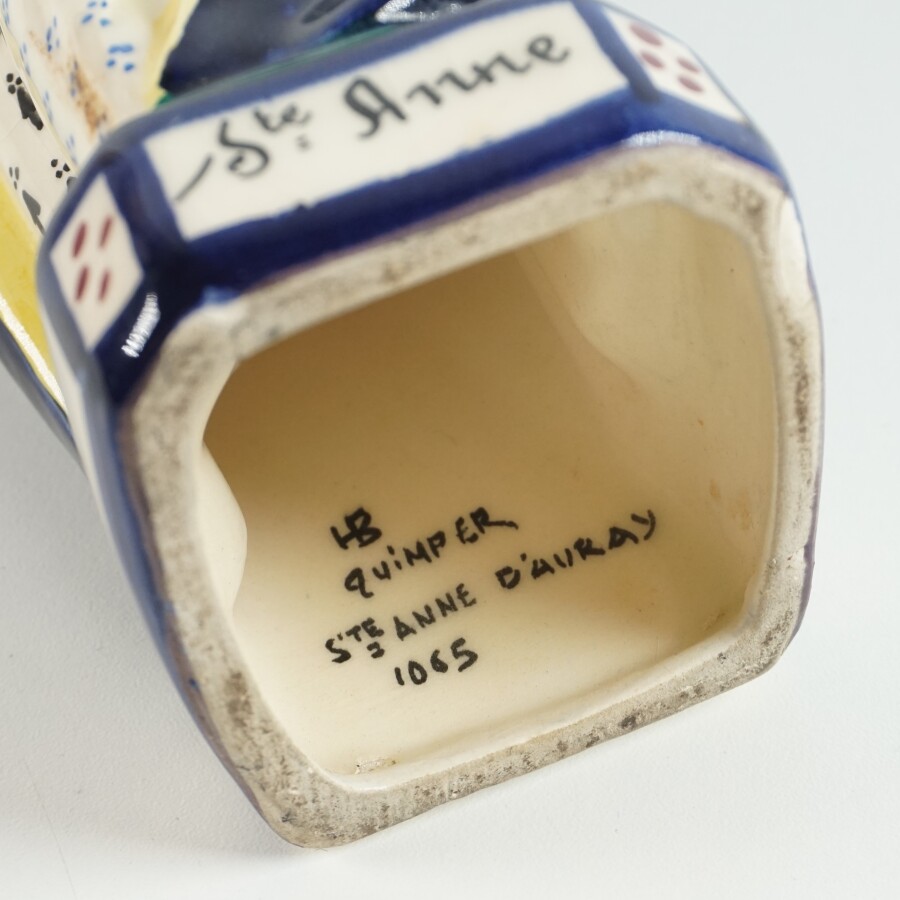 Ste: Anne
HB
QUIMPER
STE= ANNE D'AURAY
1065